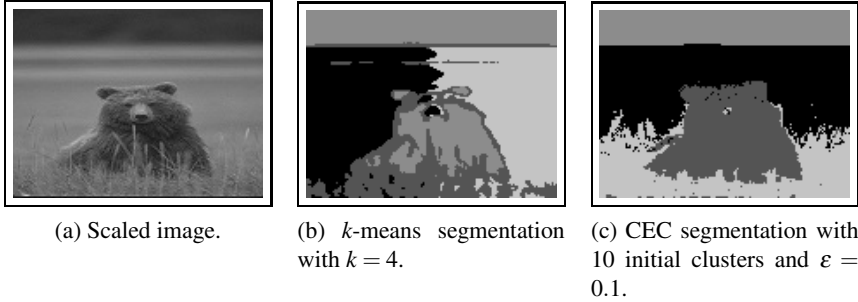 (a) Scaled image.
(b) k-means segmentation
with k = 4.
(c) CEC segmentation with
10 initial clusters and ε =
0.1.